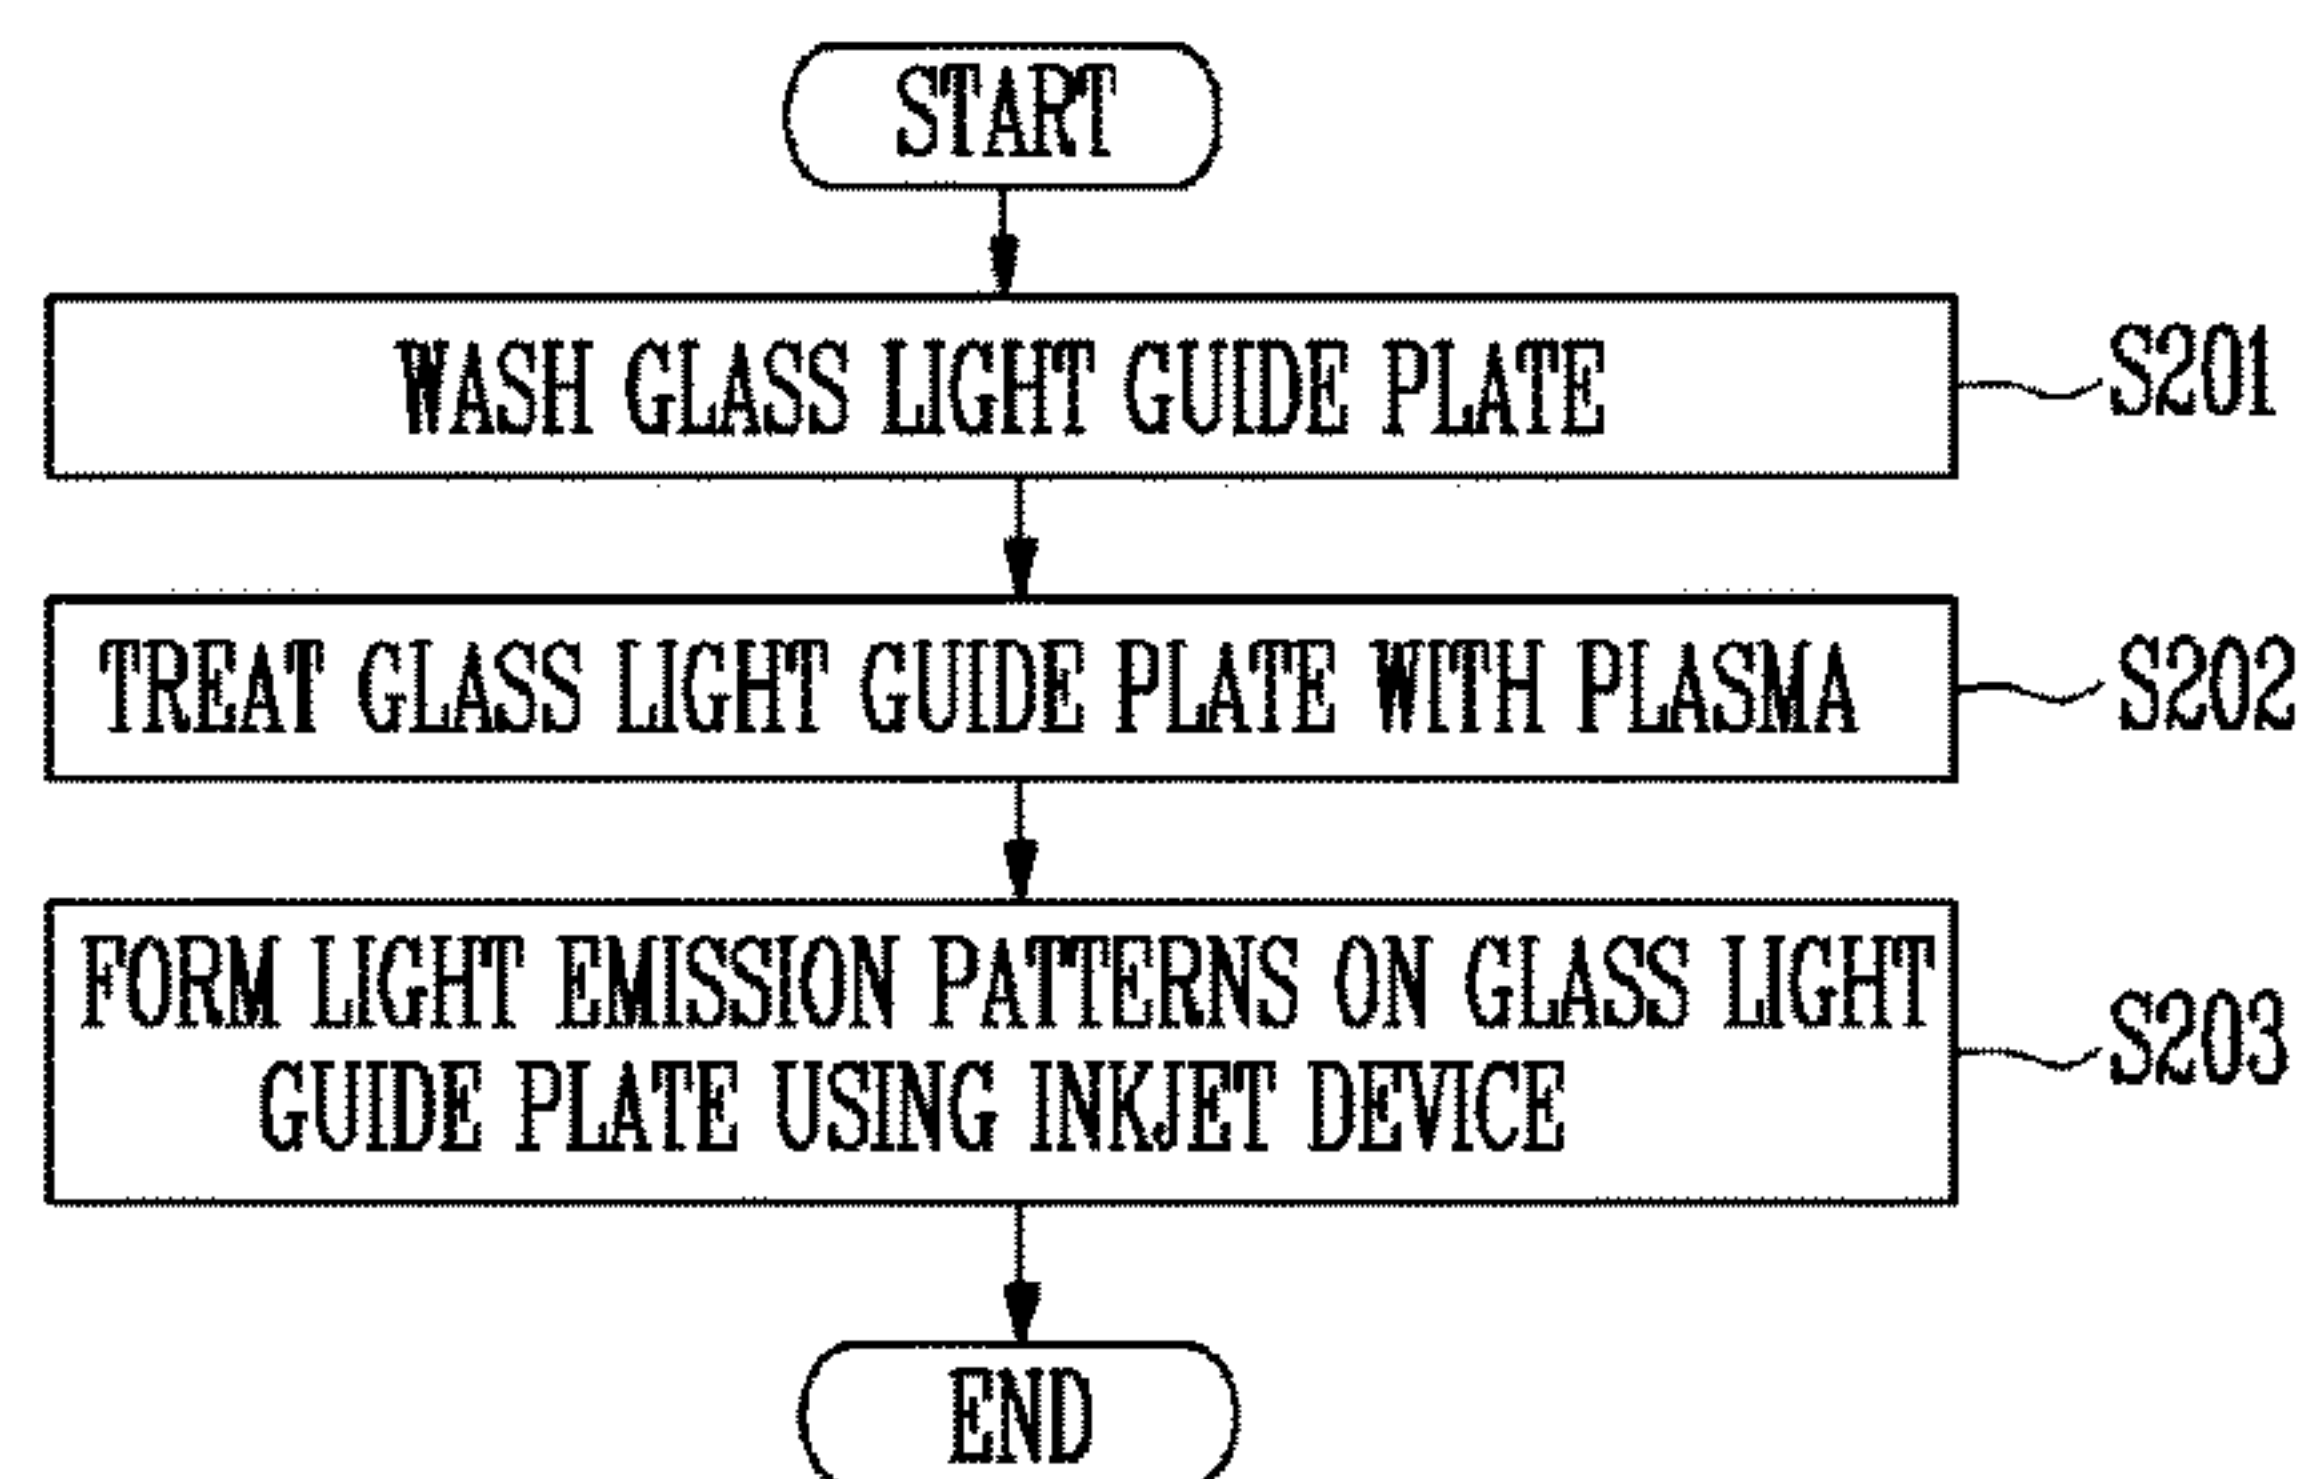 START
WASH GLASS LIGHT GUIDE PLATE
S201
TREAT GLASS LIGHT GUIDE PLATE WITH PLASMA
S202
FORM LIGHT EMISSION PATTERNS ON GLASS LIGHT
GUIDE PLATE USING INKJET DEVICE
S203
END